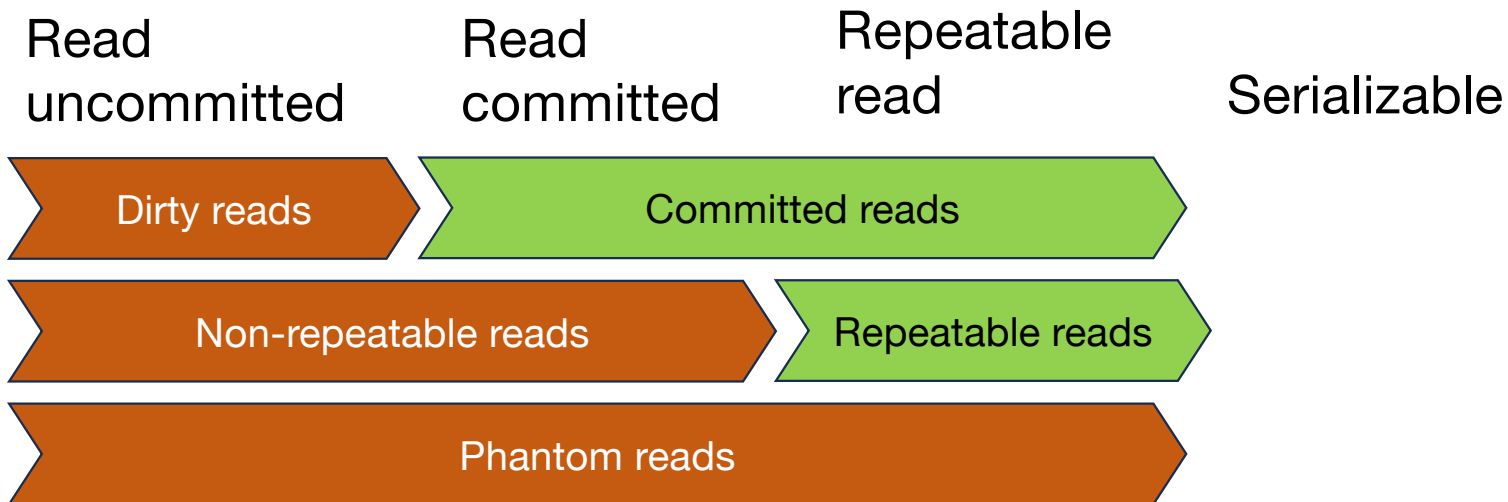 Read
uncommitted
Read
committed
Repeatable
read
Serializable
Dirty reads
Committed reads
Non-repeatable reads
Repeatable reads
Phantom reads